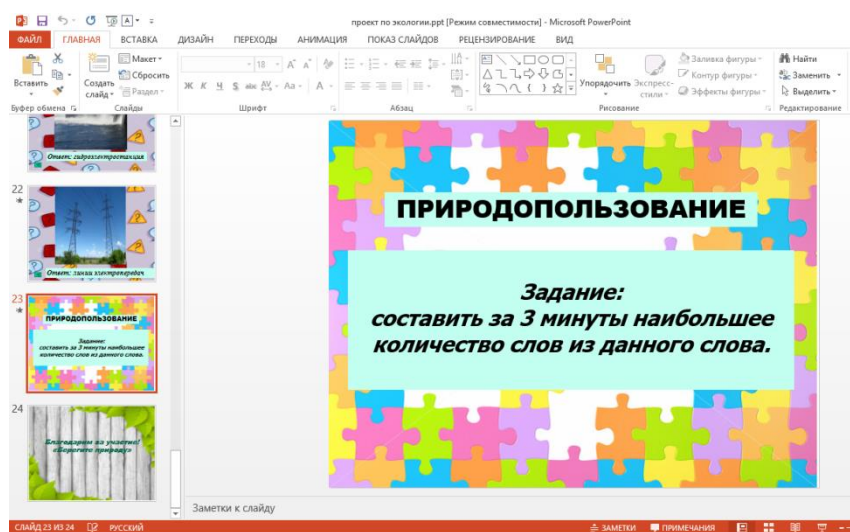 проект по экологии.ppt [Режим совместимости] - Microsoft PowerPoint
ФАЙЛ ГЛАВНАЯ ВСТАВКА ДИЗАЙН ПЕРЕХОДЫ АНИМАЦИЯ ПОКАЗ СЛАЙДОВ РЕЦЕНЗИРОВАНИЕ ВИД
Вставить
Создать слайд
Макет
Сбросить
Раздел
18
Ж К Ч S abc AV Aa A
Упорядочить
Экспресс-стили
Заливка фигуры
Контур фигуры
Эффекты фигуры
Найти
Заменить
Выделить
Буфер обмена Слайды Шрифт Абзац Рисование Редактирование
Ответ: гидроэлектростанция
22
Ответ: линии электропередач
23
ПРИРОДОПОЛЬЗОВАНИЕ
Задание:
составить за 3 минуты наибольшее
количество слов из данного слова.
24
Благодарим за участие!
«Берегите природу»
ПРИРОДОПОЛЬЗОВАНИЕ
Задание:
составить за 3 минуты наибольшее
количество слов из данного слова.
Заметки к слайду
СЛАЙД 23 ИЗ 24 РУССКИЙ ЗАМЕТКИ ПРИМЕЧАНИЯ